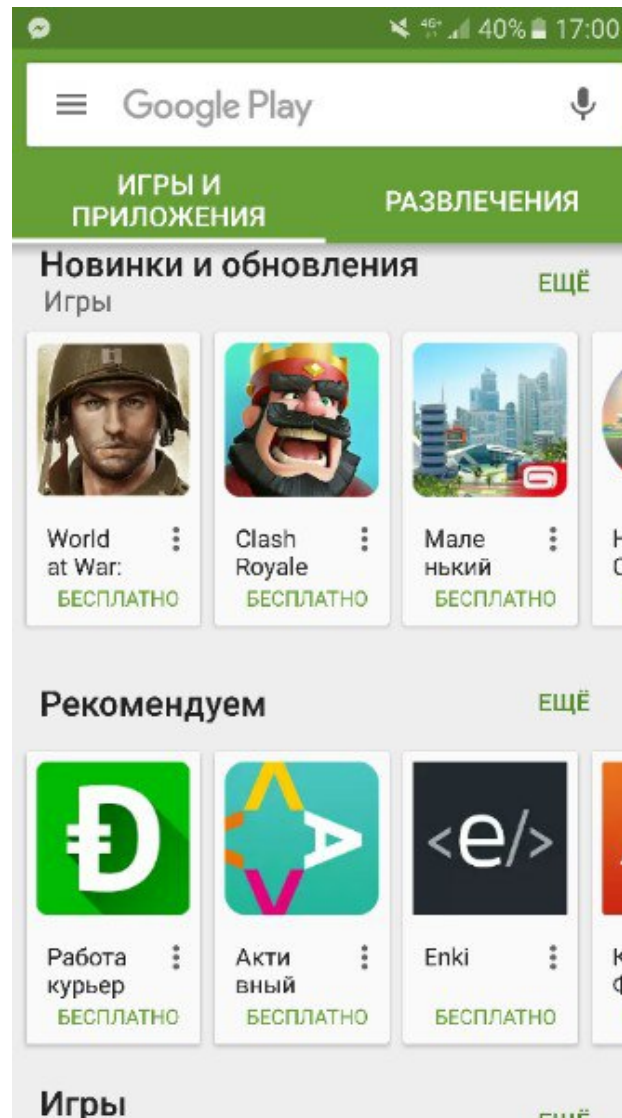 40% 17:00
Google Play
ИГРЫ И
ПРИЛОЖЕНИЯ
РАЗВЛЕЧЕНИЯ
Новинки и обновления
ЕЩЁ
Игры
World
at War:
БЕСПЛАТНО
Clash
Royale
БЕСПЛАТНО
Мале
нький
БЕСПЛАТНО
Рекомендуем
ЕЩЁ
<e/>
Работа
курьер
БЕСПЛАТНО
Акти
вный
БЕСПЛАТНО
Enki
БЕСПЛАТНО
Игры
ЕЩЁ